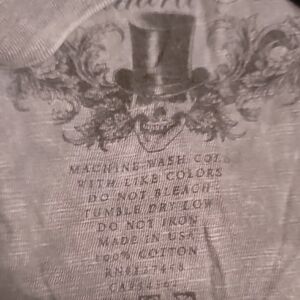 MACHINE WASH COLD
WITH LIKE COLORS
DO NOT BLEACH
TUMBLE DRY LOW
DO NOT IRON
MADE IN USA
100% COTTON